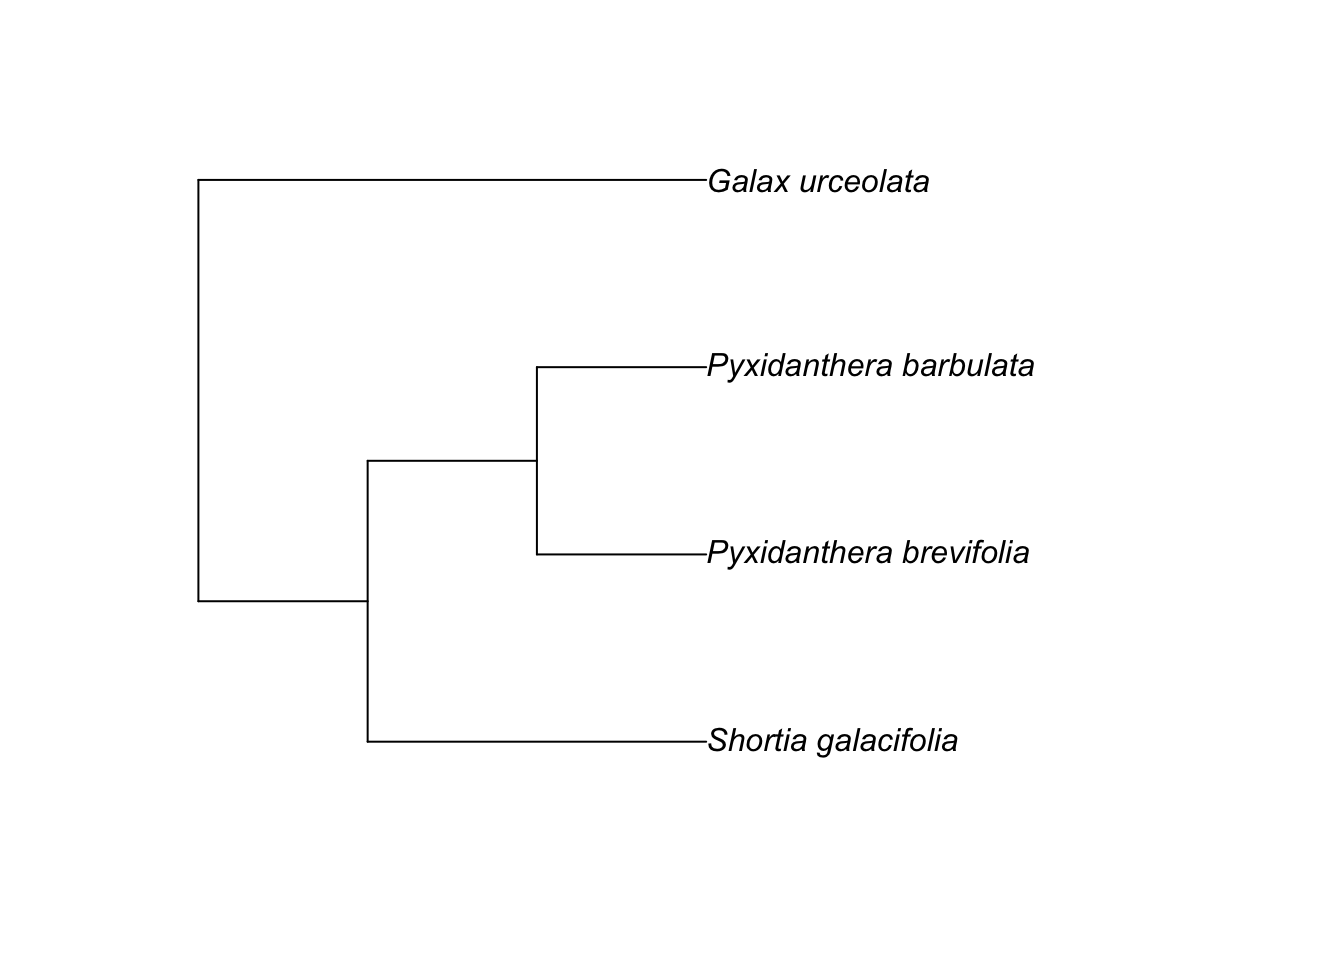 Galax urceolata
Pyxidanthera barbulata
Pyxidanthera brevifolia
Shortia galacifolia